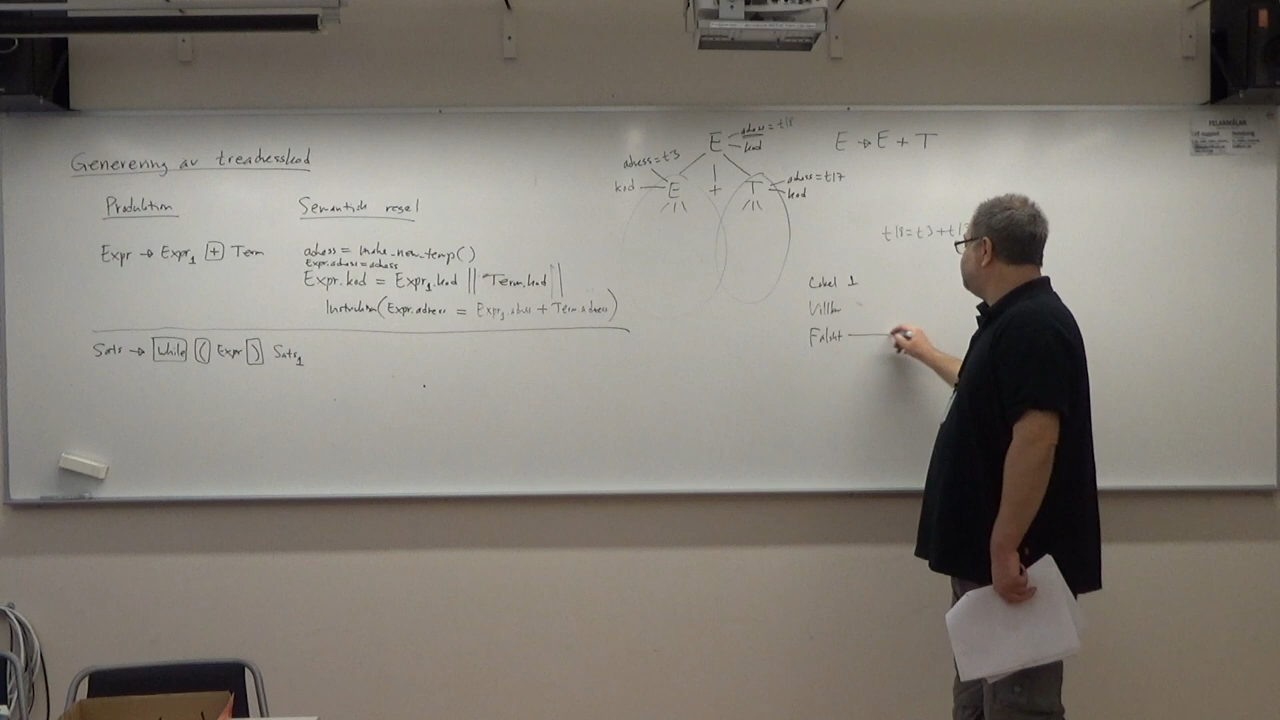 Generering av treadresskod
Produktion
Semantisk regel
Expr → Expr₁ + Term
adress = make_new_temp()
Expr.adress = adress
Expr.kod = Expr₁.kod || Term.kod ||
Instruktion(Expr.adress = Expr₁.adress + Term.adress)
Sats → while ( Expr ) Sats₁
E
adress = t18
kod
adress = t3
kod
E
+
T
adress = t17
kod
E → E + T
t18 = t3 + t17
Label 1
Villkor
Falskt
FELANMÄLAN